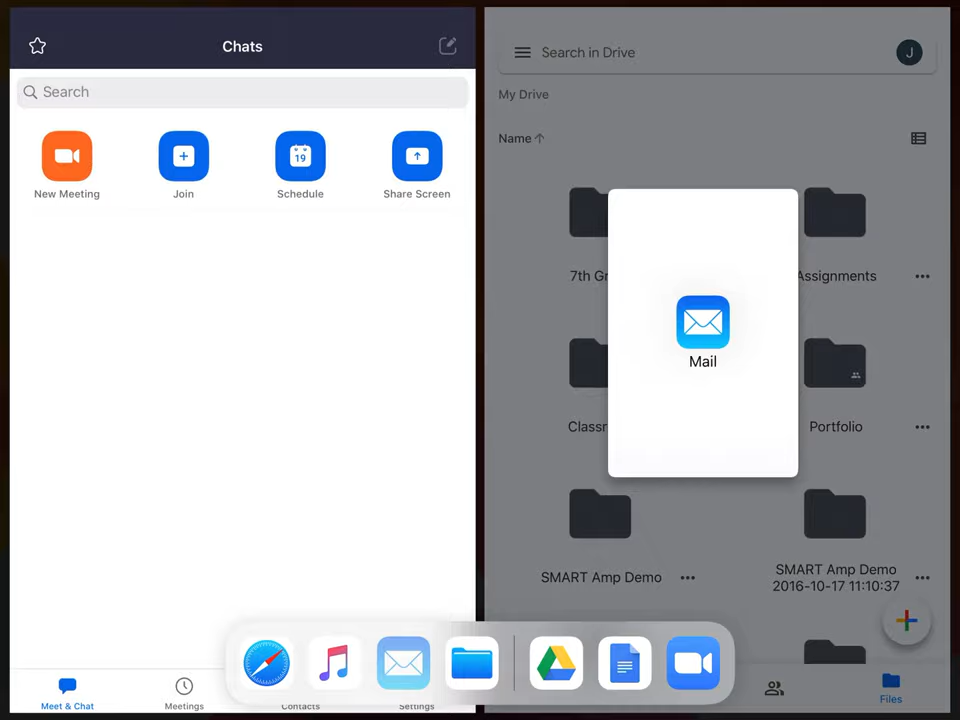 Chats
Search
New Meeting
Join
19
Schedule
Share Screen
Meet & Chat
Meetings
Contacts
Settings
Search in Drive
J
My Drive
Name
7th Gr
Assignments
Classr
Portfolio
SMART Amp Demo
SMART Amp Demo
2016-10-17 11:10:37
Mail
Files